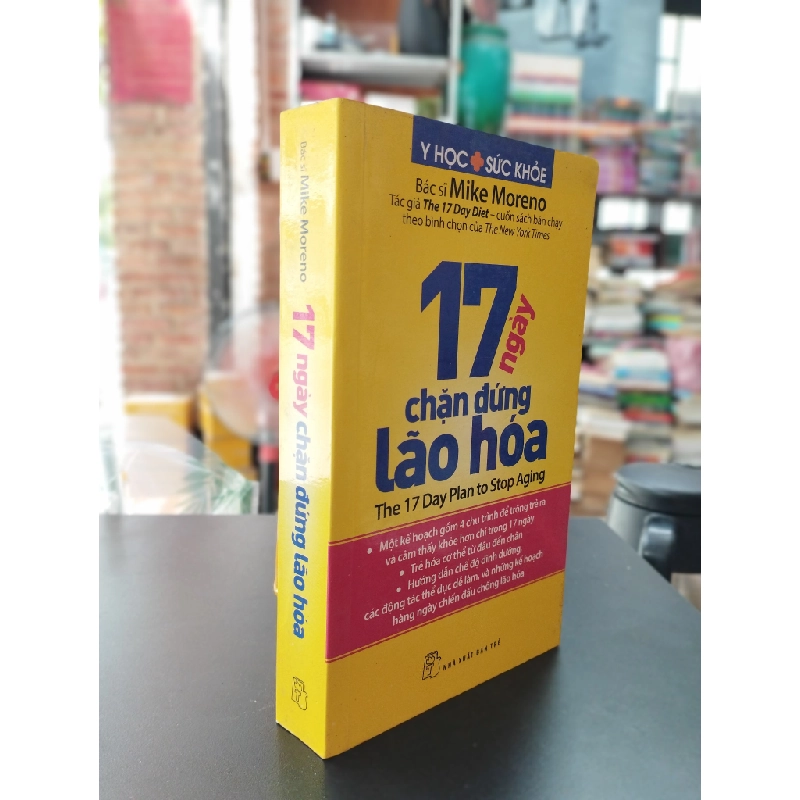 Bác sĩ Mike Moreno
17 ngày chặn đứng lão hóa
Y HỌC SỨC KHỎE
Bác sĩ Mike Moreno
Tác giả The 17 Day Diet – cuốn sách bán chạy
theo bình chọn của The New York Times
17
ngày
chặn đứng
lão hóa
The 17 Day Plan to Stop Aging
• Một kế hoạch gồm 4 chu trình để trông trẻ ra
và cảm thấy khỏe hơn chỉ trong 17 ngày
• Trẻ hóa cơ thể từ đầu đến chân
• Hướng dẫn chế độ dinh dưỡng,
các động tác thể dục dễ làm, và những kế hoạch
hàng ngày chiến đấu chống lão hóa
NHÀ XUẤT BẢN TRẺ